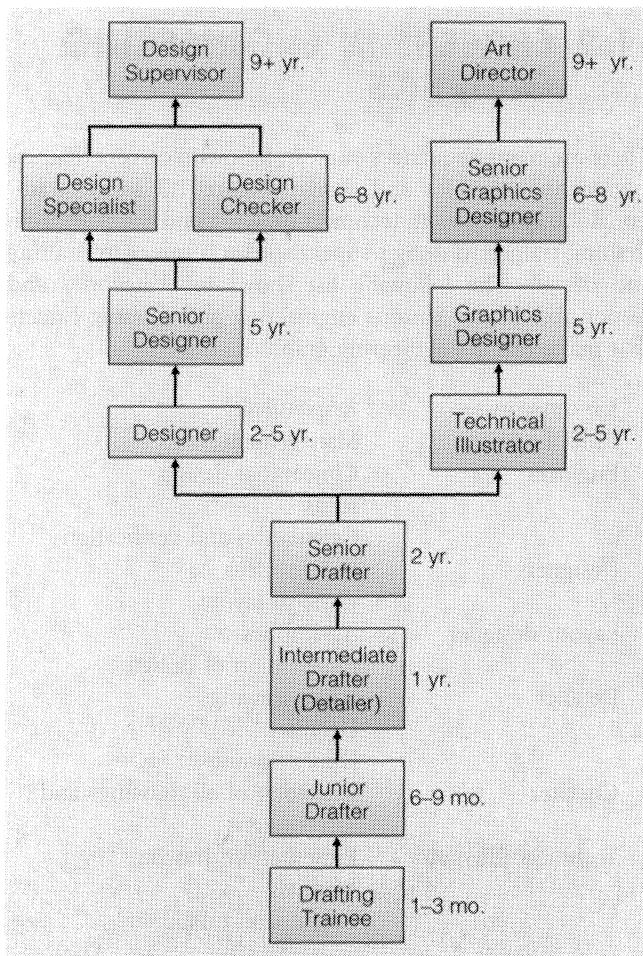 Design
Supervisor
9+ yr.
Art
Director
9+ yr.
Design
Specialist
Design
Checker
6–8 yr.
Senior
Graphics
Designer
6–8 yr.
Senior
Designer
5 yr.
Graphics
Designer
5 yr.
Designer
2–5 yr.
Technical
Illustrator
2–5 yr.
Senior
Drafter
2 yr.
Intermediate
Drafter
(Detailer)
1 yr.
Junior
Drafter
6–9 mo.
Drafting
Trainee
1–3 mo.